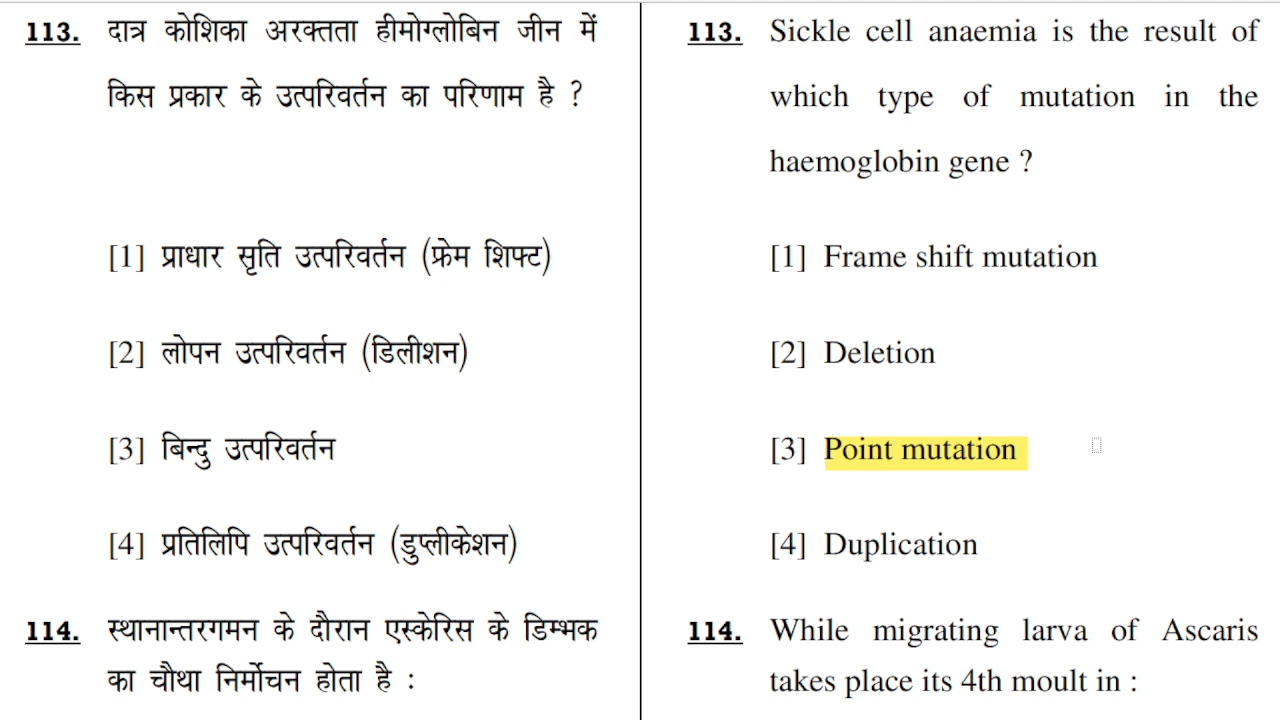 113. दात्र कोशिका अरक्तता हीमोग्लोबिन जीन में
किस प्रकार के उत्परिवर्तन का परिणाम है ?
[1] प्राधार सृति उत्परिवर्तन (फ्रेम शिफ्ट)
[2] लोपन उत्परिवर्तन (डिलीशन)
[3] बिन्दु उत्परिवर्तन
[4] प्रतिलिपि उत्परिवर्तन (डुप्लीकेशन)
114. स्थानान्तरगमन के दौरान एस्केरिस के डिम्भक
का चौथा निर्मोचन होता है :
113. Sickle cell anaemia is the result of
which type of mutation in the
haemoglobin gene ?
[1] Frame shift mutation
[2] Deletion
[3] Point mutation
[4] Duplication
114. While migrating larva of Ascaris
takes place its 4th moult in :